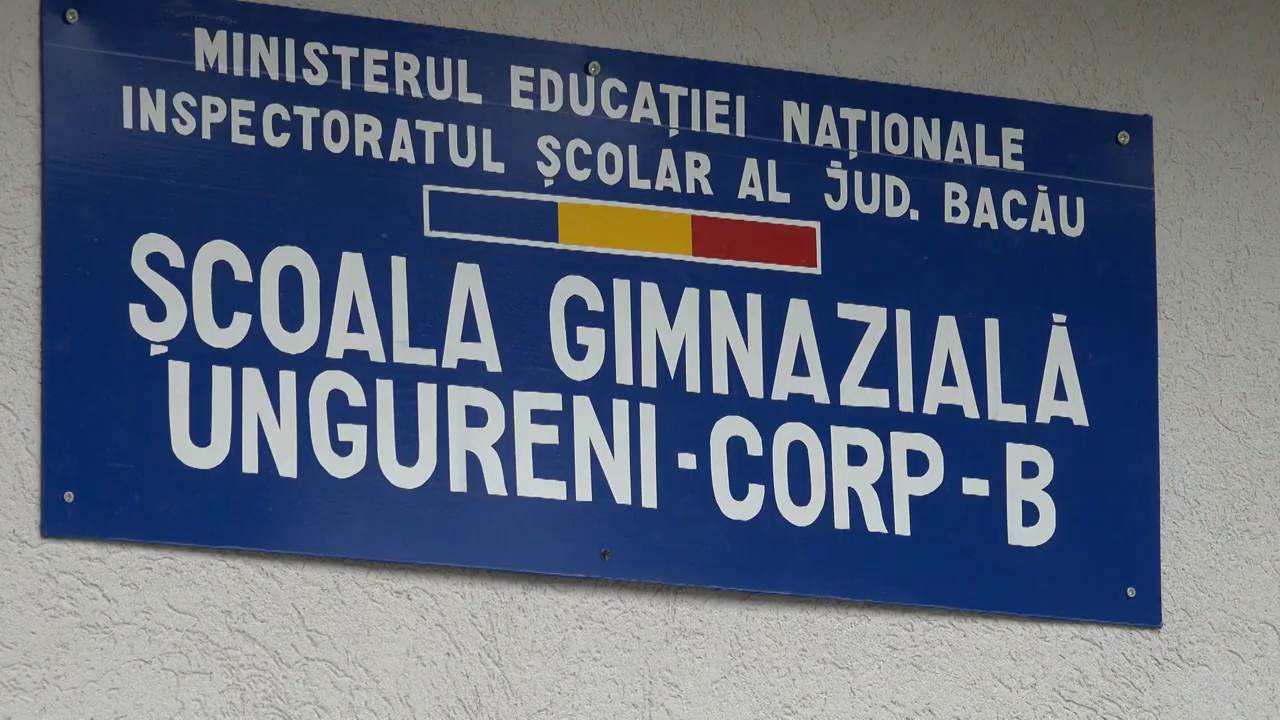 MINISTERUL EDUCAȚIEI NAȚIONALE
INSPECTORATUL ȘCOLAR AL JUD. BACĂU
ȘCOALA GIMNAZIALĂ
UNGURENI-CORP-B